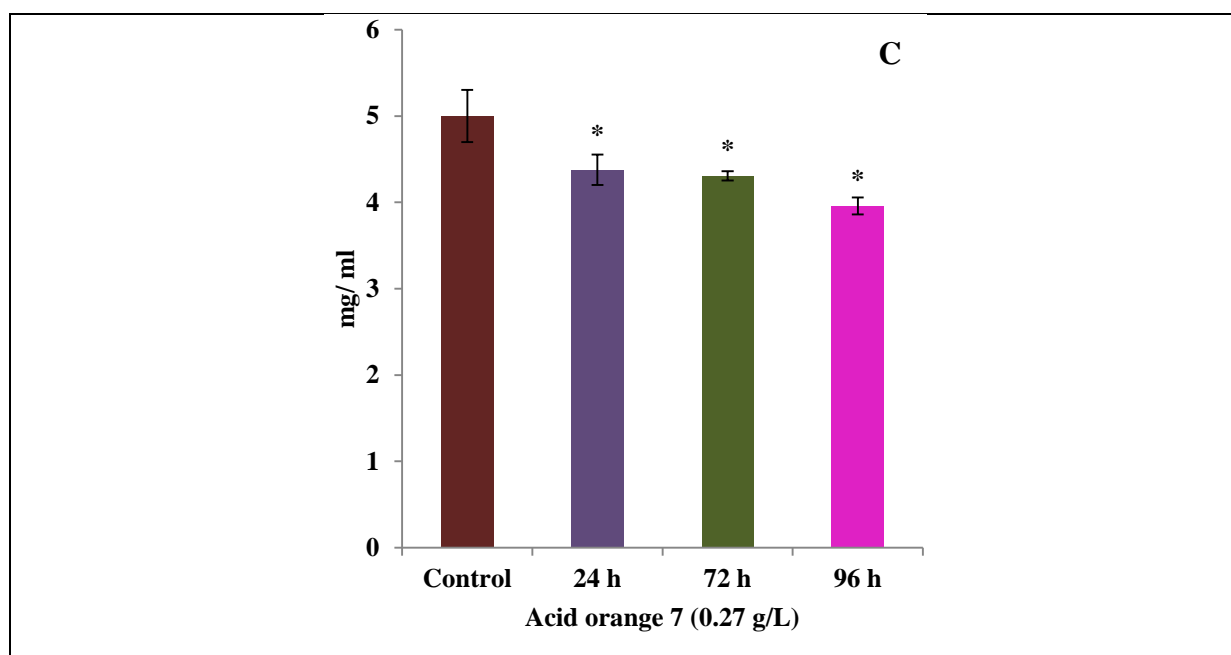 C
6
5
4
3
2
1
0
mg/ ml
*
*
*
Control 24 h 72 h 96 h
Acid orange 7 (0.27 g/L)